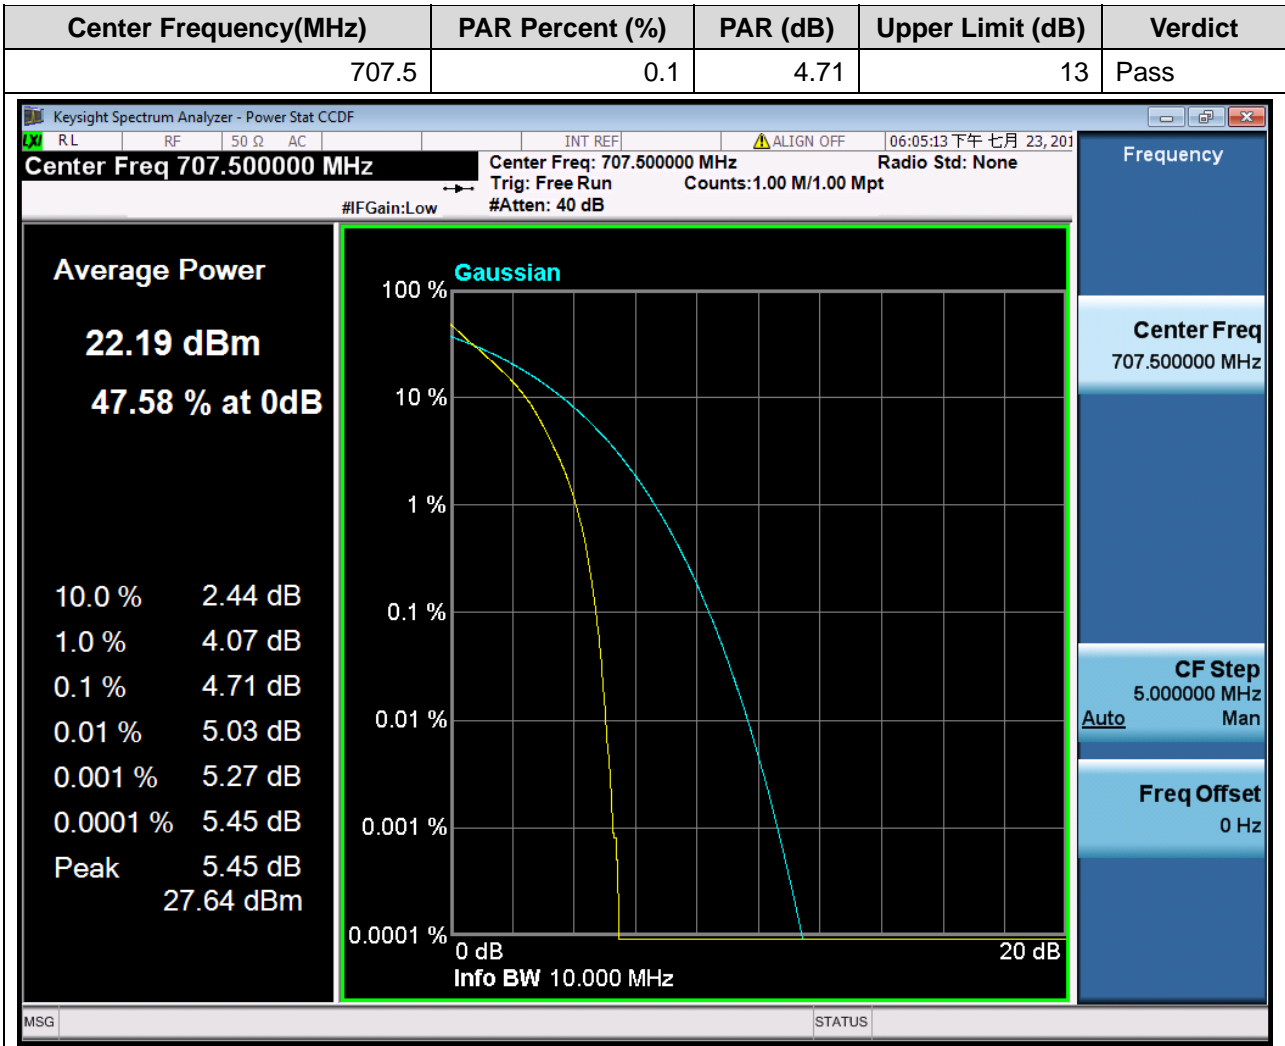 Center Frequency(MHz) PAR Percent (%) PAR (dB) Upper Limit (dB) Verdict
707.5 0.1 4.71 13 Pass
Keysight Spectrum Analyzer - Power Stat CCDF
LXI RL RF 50 Ω AC INT REF ALIGN OFF 06:05:13 下午 七月 23, 201
Center Freq 707.500000 MHz
Center Freq: 707.500000 MHz Radio Std: None
Trig: Free Run Counts:1.00 M/1.00 Mpt
#IFGain:Low #Atten: 40 dB
Average Power
22.19 dBm
47.58 % at 0dB
10.0 % 2.44 dB
1.0 % 4.07 dB
0.1 % 4.71 dB
0.01 % 5.03 dB
0.001 % 5.27 dB
0.0001 % 5.45 dB
Peak 5.45 dB
27.64 dBm
Gaussian
100 %
10 %
1 %
0.1 %
0.01 %
0.001 %
0.0001 %
0 dB 20 dB
Info BW 10.000 MHz
Frequency
Center Freq
707.500000 MHz
CF Step
5.000000 MHz
Auto Man
Freq Offset
0 Hz
MSG STATUS